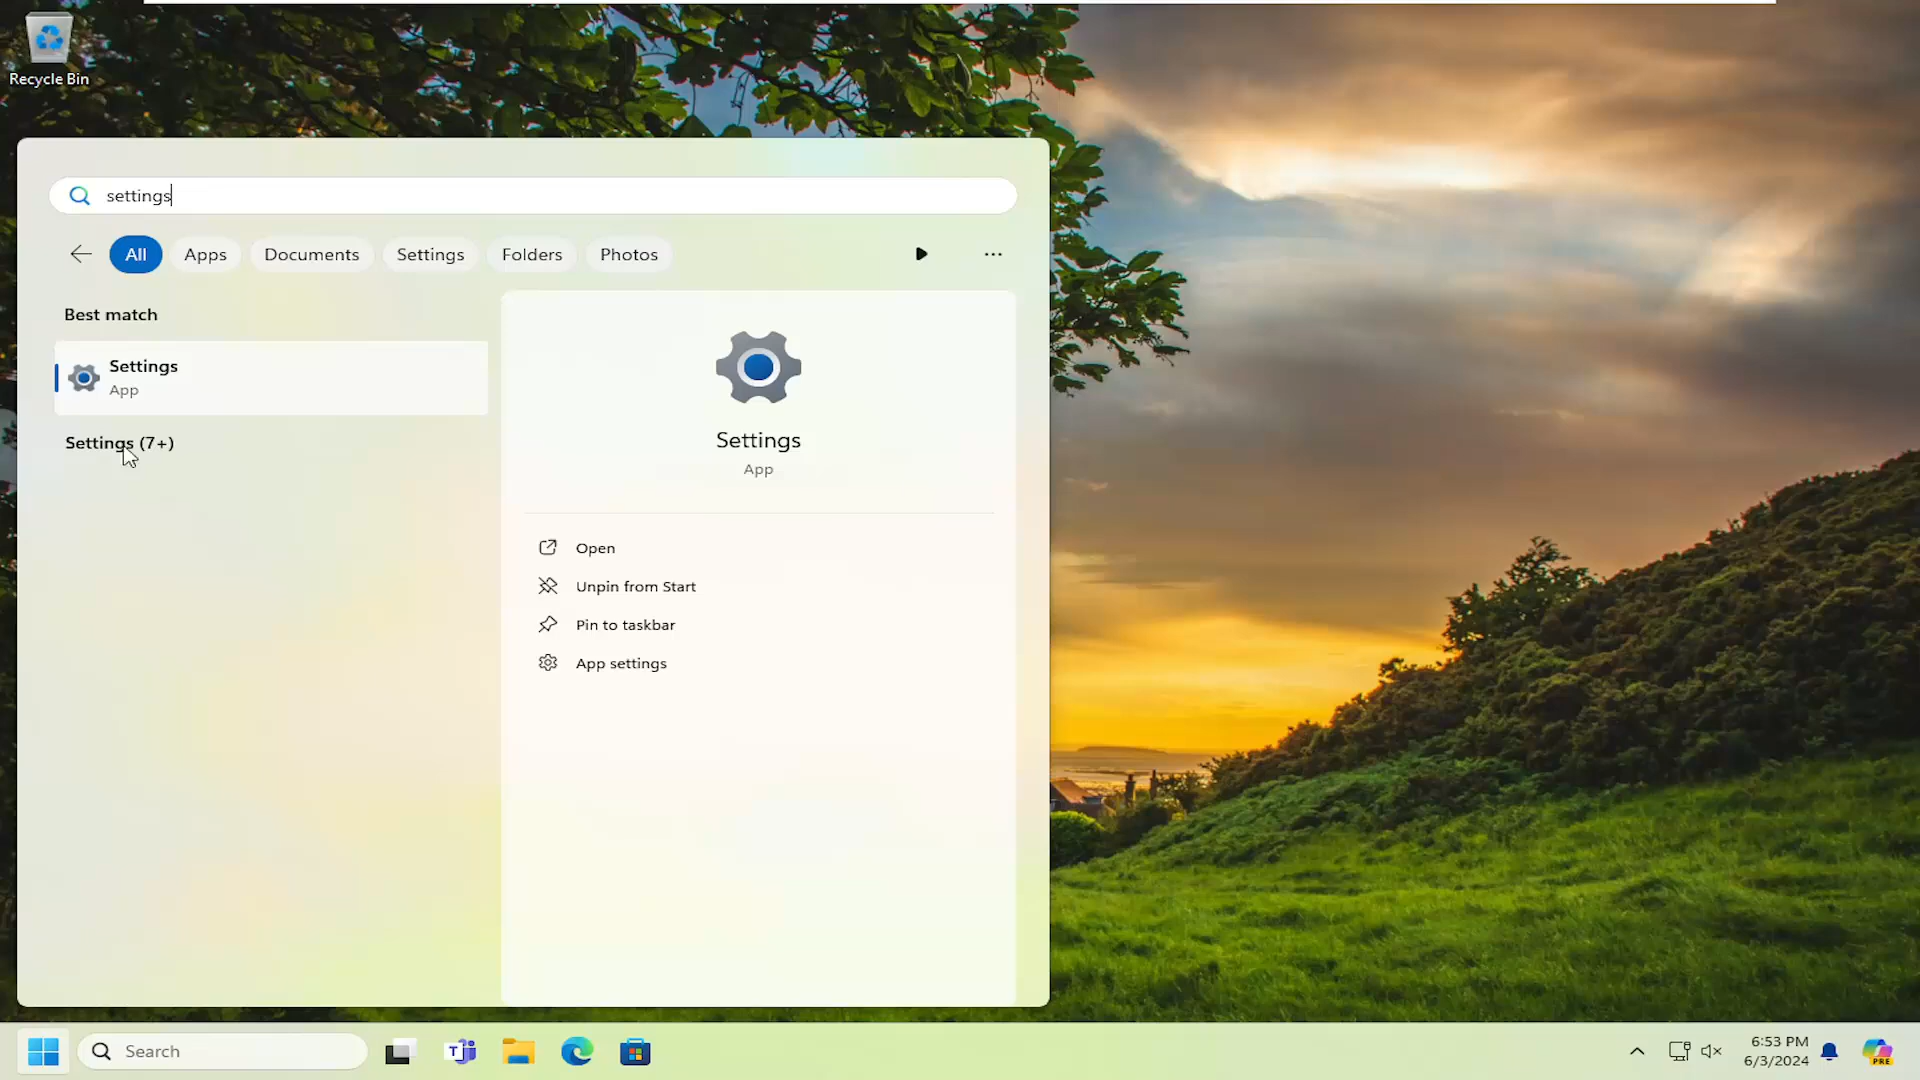 Recycle Bin
settings
All
Apps
Documents
Settings
Folders
Photos
Best match
Settings
App
Settings (7+)
Settings
App
Open
Unpin from Start
Pin to taskbar
App settings
Search
T
6:53 PM
6/3/2024
PRE